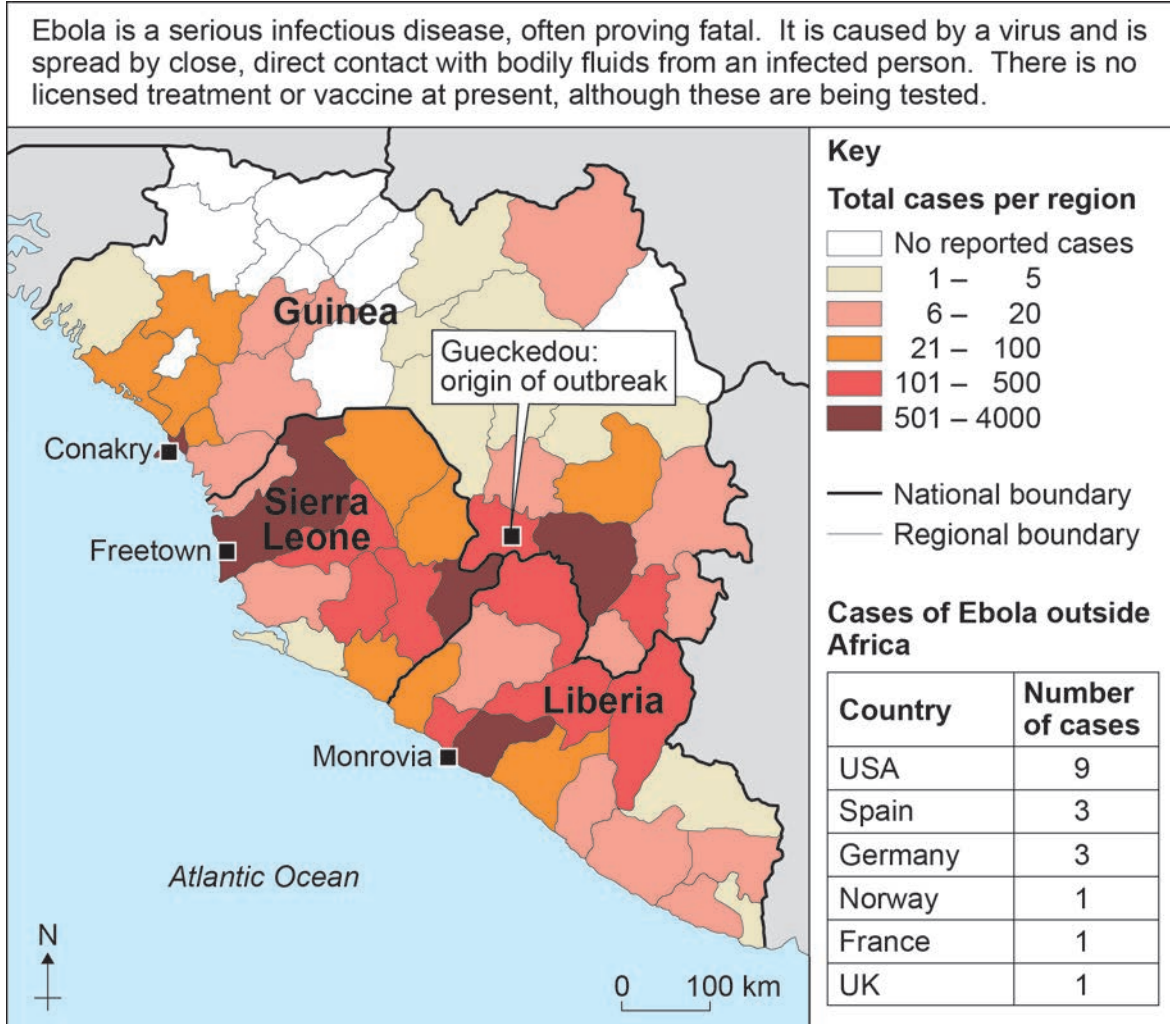 Ebola is a serious infectious disease, often proving fatal.  It is caused by a virus and is
spread by close, direct contact with bodily fluids from an infected person.  There is no
licensed treatment or vaccine at present, although these are being tested.
Guinea
Gueckedou:
origin of outbreak
Conakry
Sierra
Leone
Freetown
Liberia
Monrovia
Atlantic Ocean
N
0 100 km
Key
Total cases per region
No reported cases
1 – 5
6 – 20
21 – 100
101 – 500
501 – 4000
National boundary
Regional boundary
Cases of Ebola outside
Africa
Country Number
of cases
USA 9
Spain 3
Germany 3
Norway 1
France 1
UK 1